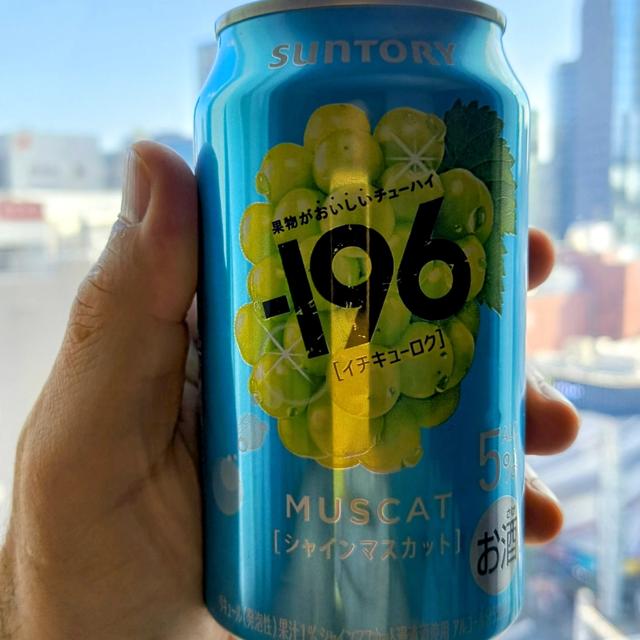 SUNTORY
果物がおいしいチューハイ
-196
[イチキューロク]
5%
MUSCAT
[シャインマスカット]
お酒